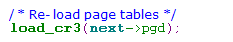 /* Re-load page tables */
load_cr3(next->pgd);